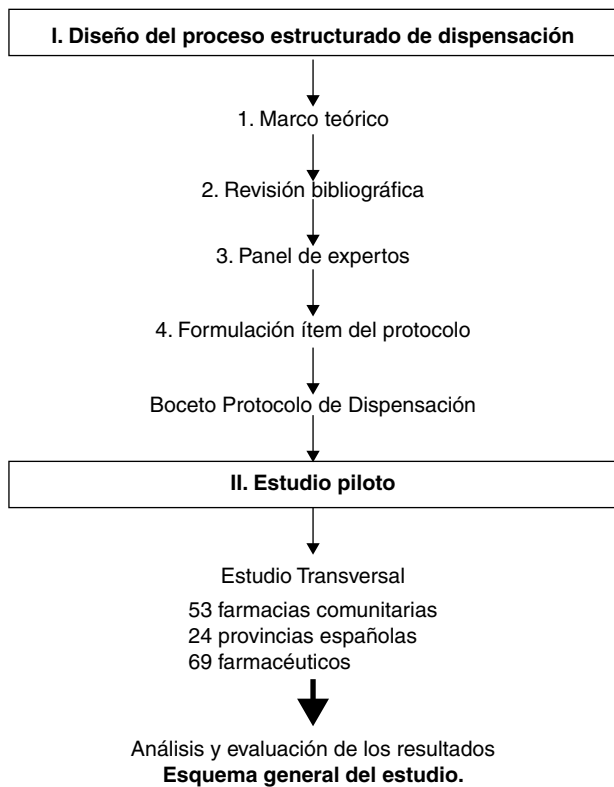 I. Diseño del proceso estructurado de dispensación
1. Marco teórico
2. Revisión bibliográfica
3. Panel de expertos
4. Formulación ítem del protocolo
Boceto Protocolo de Dispensación
II. Estudio piloto
Estudio Transversal
53 farmacias comunitarias
24 provincias españolas
69 farmacéuticos
Análisis y evaluación de los resultados
Esquema general del estudio.